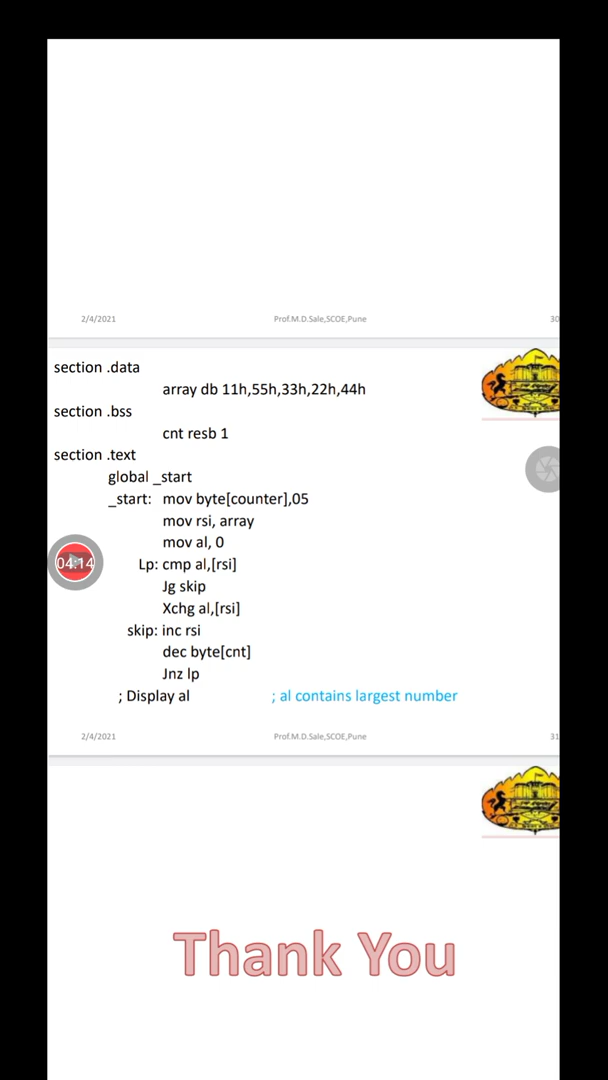 2/4/2021 Prof.M.D.Sale,SCOE,Pune 30
section .data
array db 11h,55h,33h,22h,44h
section .bss
cnt resb 1
section .text
global _start
_start: mov byte[counter],05
mov rsi, array
mov al, 0
04:14
Lp: cmp al,[rsi]
Jg skip
Xchg al,[rsi]
skip: inc rsi
dec byte[cnt]
Jnz lp
; Display al ; al contains largest number
2/4/2021 Prof.M.D.Sale,SCOE,Pune 31
Thank You